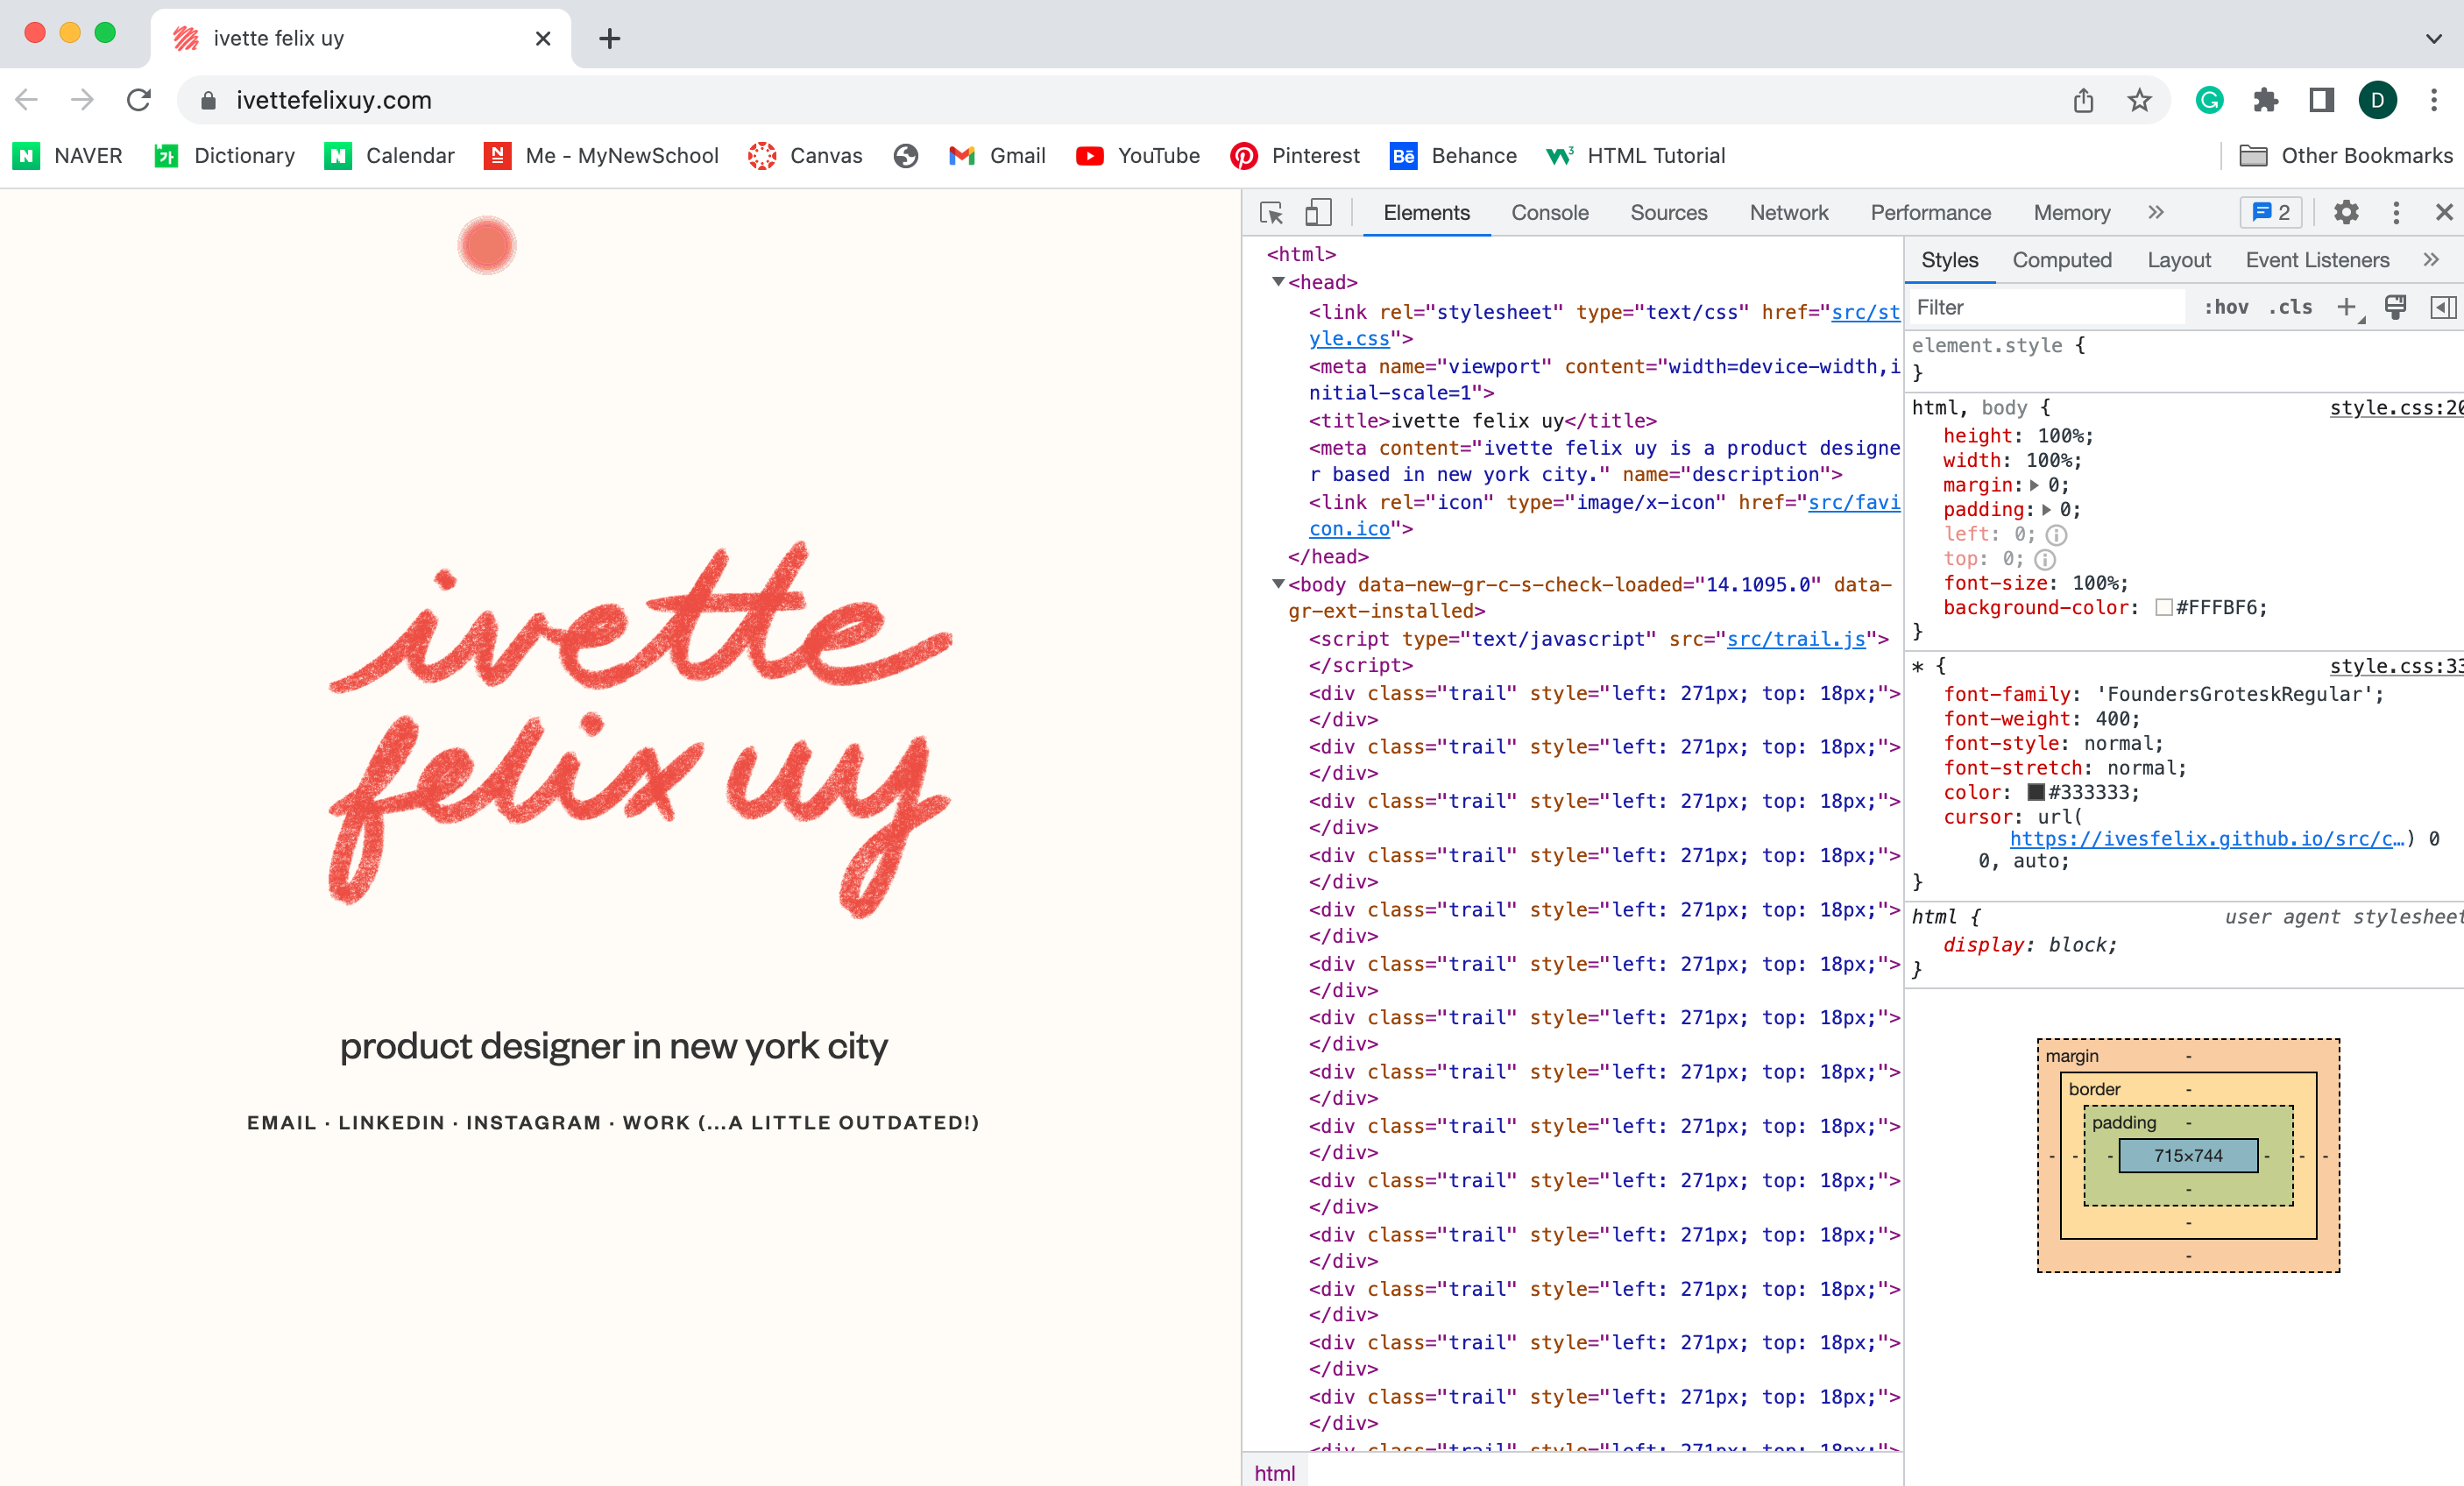 ivette felix uy
ivettefelixuy.com
D
NAVER Dictionary Calendar Me - MyNewSchool Canvas Gmail YouTube Pinterest Behance HTML Tutorial Other Bookmarks
ivette
felix uy
product designer in new york city
EMAIL · LINKEDIN · INSTAGRAM · WORK (...A LITTLE OUTDATED!)
Elements Console Sources Network Performance Memory » 2
<html>
<head>
<link rel="stylesheet" type="text/css" href="src/st
yle.css">
<meta name="viewport" content="width=device-width,i
nitial-scale=1">
<title>ivette felix uy</title>
<meta content="ivette felix uy is a product designe
r based in new york city." name="description">
<link rel="icon" type="image/x-icon" href="src/favi
con.ico">
</head>
<body data-new-gr-c-s-check-loaded="14.1095.0" data-
gr-ext-installed>
<script type="text/javascript" src="src/trail.js">
</script>
<div class="trail" style="left: 271px; top: 18px;">
</div>
<div class="trail" style="left: 271px; top: 18px;">
</div>
<div class="trail" style="left: 271px; top: 18px;">
</div>
<div class="trail" style="left: 271px; top: 18px;">
</div>
<div class="trail" style="left: 271px; top: 18px;">
</div>
<div class="trail" style="left: 271px; top: 18px;">
</div>
<div class="trail" style="left: 271px; top: 18px;">
</div>
<div class="trail" style="left: 271px; top: 18px;">
</div>
<div class="trail" style="left: 271px; top: 18px;">
</div>
<div class="trail" style="left: 271px; top: 18px;">
</div>
<div class="trail" style="left: 271px; top: 18px;">
</div>
<div class="trail" style="left: 271px; top: 18px;">
</div>
<div class="trail" style="left: 271px; top: 18px;">
</div>
<div class="trail" style="left: 271px; top: 18px;">
</div>
<div class="trail" style="left: 271px; top: 18px;">
html
Styles Computed Layout Event Listeners »
Filter :hov .cls
element.style {
}
html, body { style.css:20
height: 100%;
width: 100%;
margin: 0;
padding: 0;
left: 0;
top: 0;
font-size: 100%;
background-color: #FFFBF6;
}
* { style.css:33
font-family: 'FoundersGroteskRegular';
font-weight: 400;
font-style: normal;
font-stretch: normal;
color: #333333;
cursor: url(
https://ivesfelix.github.io/src/c…) 0
0, auto;
}
html { user agent stylesheet
display: block;
}
margin -
border -
padding -
- - - 715×744 - - -
-
-
-